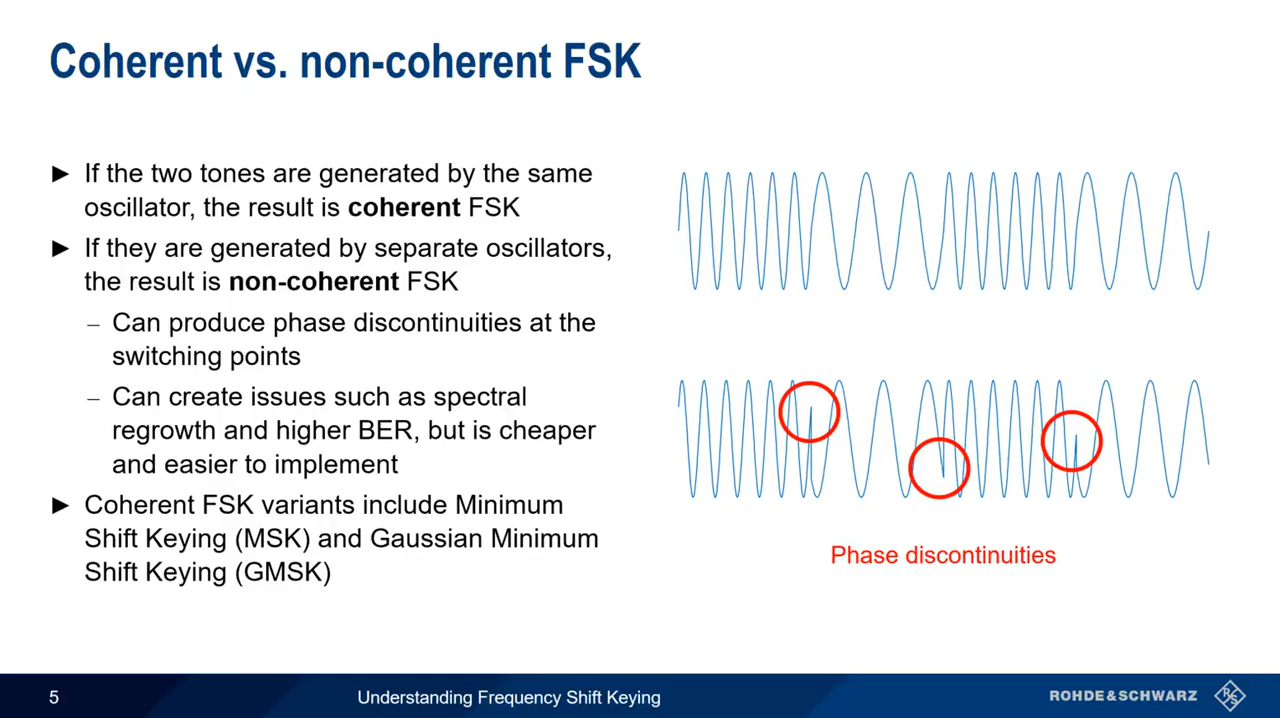 Coherent vs. non-coherent FSK
► If the two tones are generated by the same
oscillator, the result is coherent FSK
► If they are generated by separate oscillators,
the result is non-coherent FSK
– Can produce phase discontinuities at the
switching points
– Can create issues such as spectral
regrowth and higher BER, but is cheaper
and easier to implement
► Coherent FSK variants include Minimum
Shift Keying (MSK) and Gaussian Minimum
Shift Keying (GMSK)
Phase discontinuities
5
Understanding Frequency Shift Keying
ROHDE&SCHWARZ
R&S